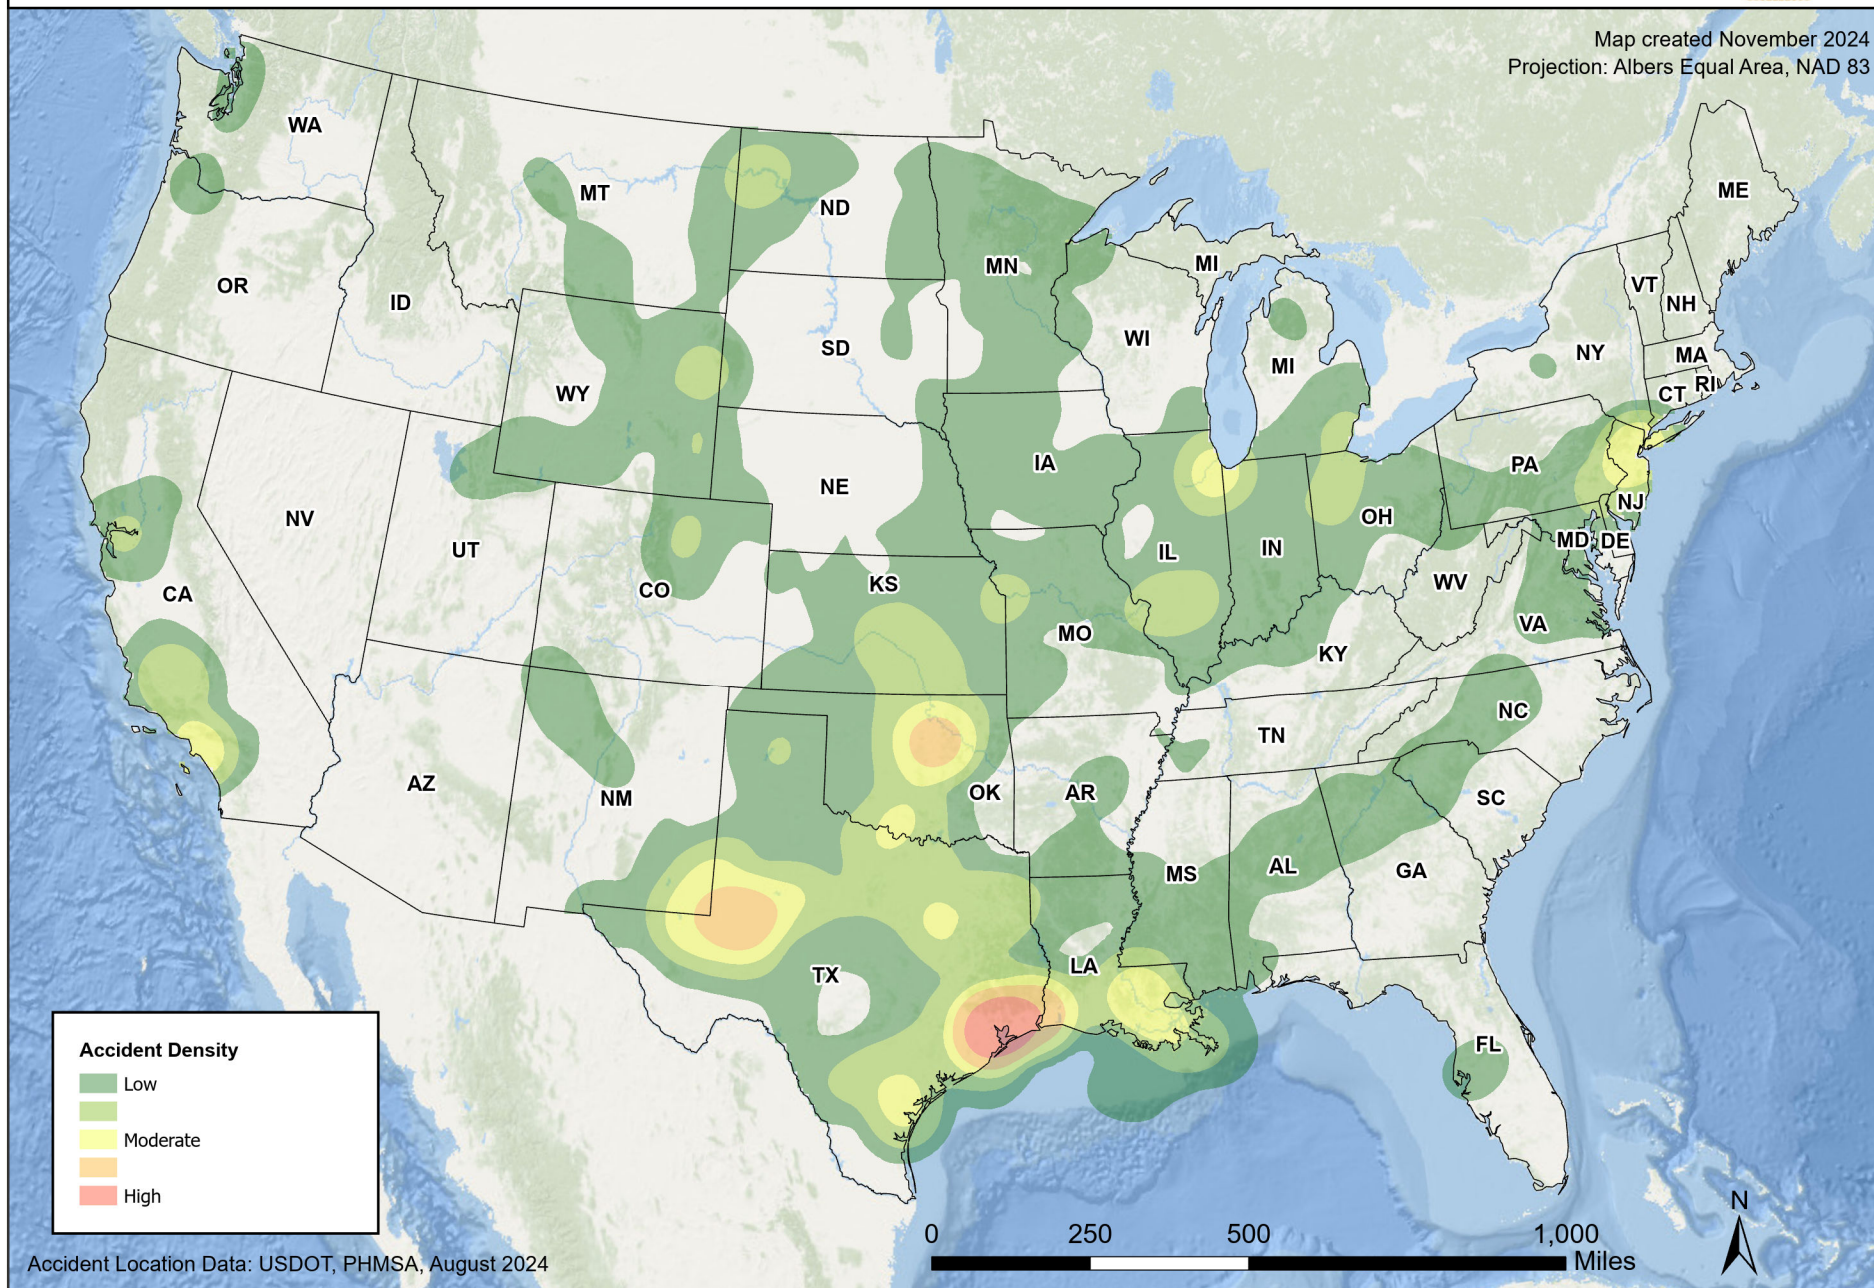 Map created November 2024
Projection: Albers Equal Area, NAD 83
WA
MT
ND
ME
OR
ID
MN
MI
VT
NH
SD
WI
NY
MA
WY
MI
CT
RI
NE
IA
PA
NV
UT
OH
NJ
CA
CO
KS
IL
IN
MD
DE
WV
VA
MO
KY
NC
AZ
NM
OK
AR
TN
SC
MS
AL
GA
TX
LA
FL
Accident Density
Low
Moderate
High
N
0 250 500 1,000
Miles
Accident Location Data: USDOT, PHMSA, August 2024